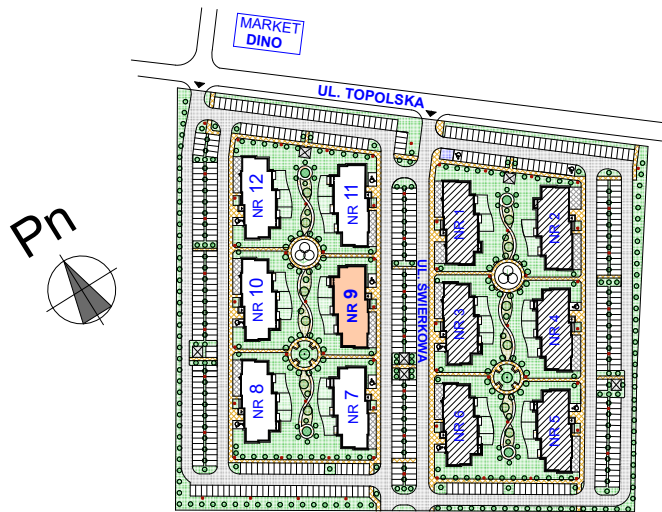 MARKET
DINO
UL. TOPOLSKA
Pn
NR 12
NR 11
NR 1
NR 2
NR 10
NR 9
UL. SWIERKOWA
NR 3
NR 4
NR 8
NR 7
NR 6
NR 5